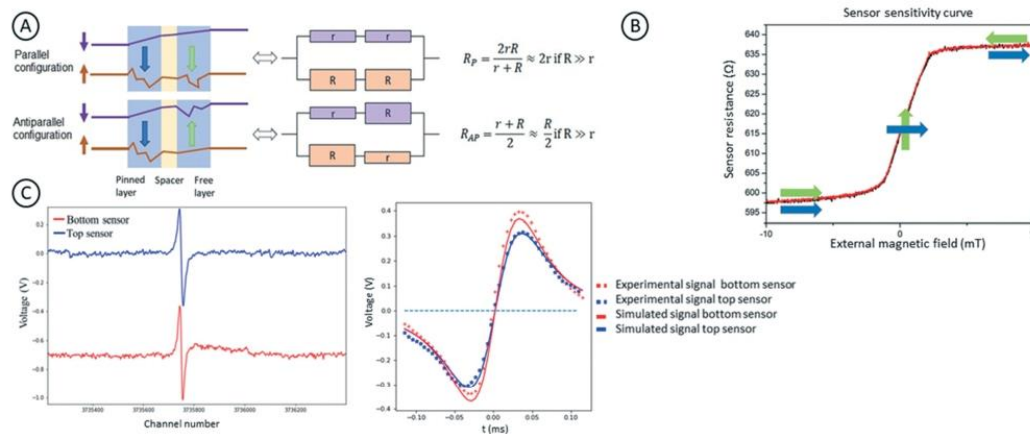 A
Parallel
configuration
r
r
R
R
R_P = 2rR / r + R ≈ 2r if R ≫ r
Antiparallel
configuration
r
R
R
r
R_AP = r + R / 2 ≈ R / 2 if R ≫ r
Pinned
layer
Spacer
Free
layer
B
Sensor sensitivity curve
Sensor resistance (Ω)
640
635
630
625
620
615
610
605
600
595
-10
0
External magnetic field (mT)
C
Bottom sensor
Top sensor
Voltage (V)
0.2
0.0
-0.2
-0.4
-0.6
-0.8
-1.0
3735400
3735600
3735800
3736000
3736200
Channel number
Voltage (V)
0.4
0.3
0.2
0.1
0.0
-0.1
-0.2
-0.3
-0.4
-0.10
-0.05
0.00
0.05
0.10
t (ms)
Experimental signal bottom sensor
Experimental signal top sensor
Simulated signal bottom sensor
Simulated signal top sensor